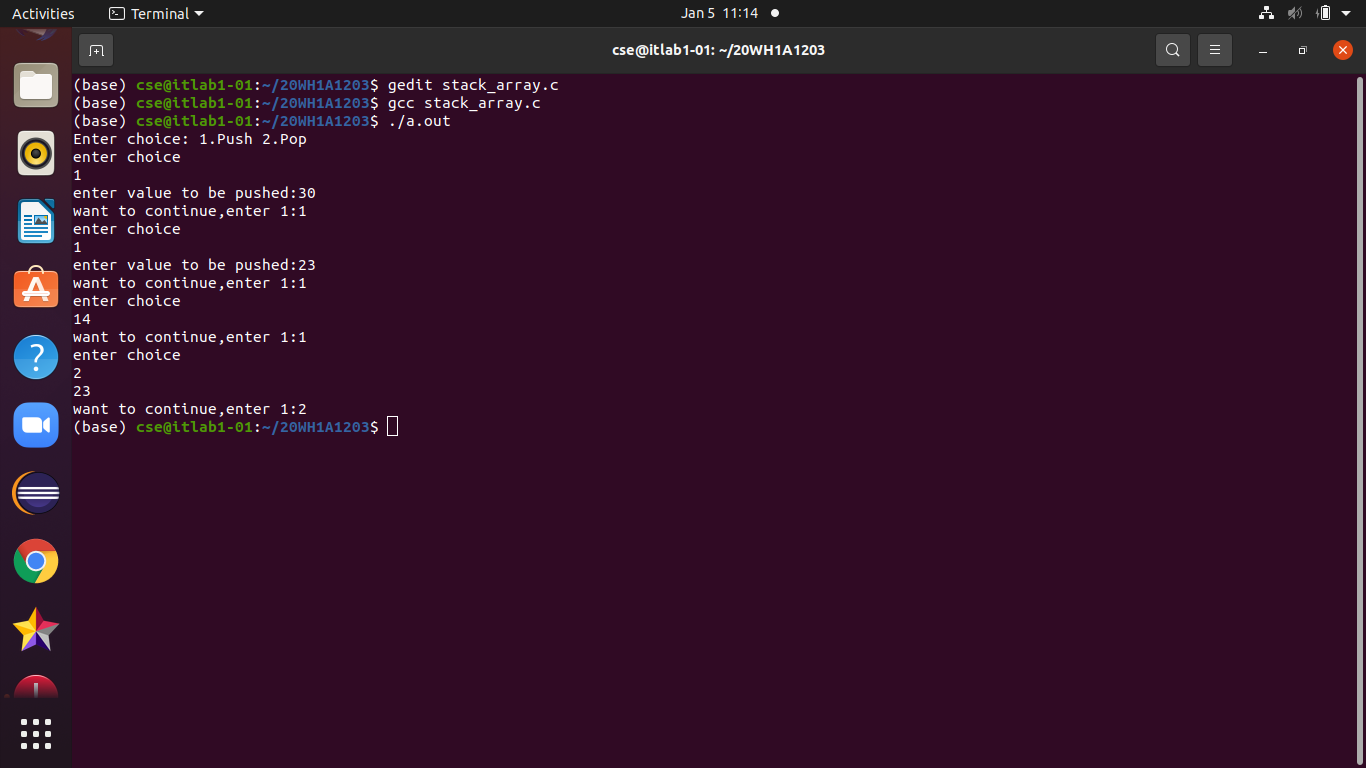 Activities Terminal Jan 5 11:14
cse@itlab1-01: ~/20WH1A1203
(base) cse@itlab1-01:~/20WH1A1203$ gedit stack_array.c
(base) cse@itlab1-01:~/20WH1A1203$ gcc stack_array.c
(base) cse@itlab1-01:~/20WH1A1203$ ./a.out
Enter choice: 1.Push 2.Pop
enter choice
1
enter value to be pushed:30
want to continue,enter 1:1
enter choice
1
enter value to be pushed:23
want to continue,enter 1:1
enter choice
14
want to continue,enter 1:1
enter choice
2
23
want to continue,enter 1:2
(base) cse@itlab1-01:~/20WH1A1203$